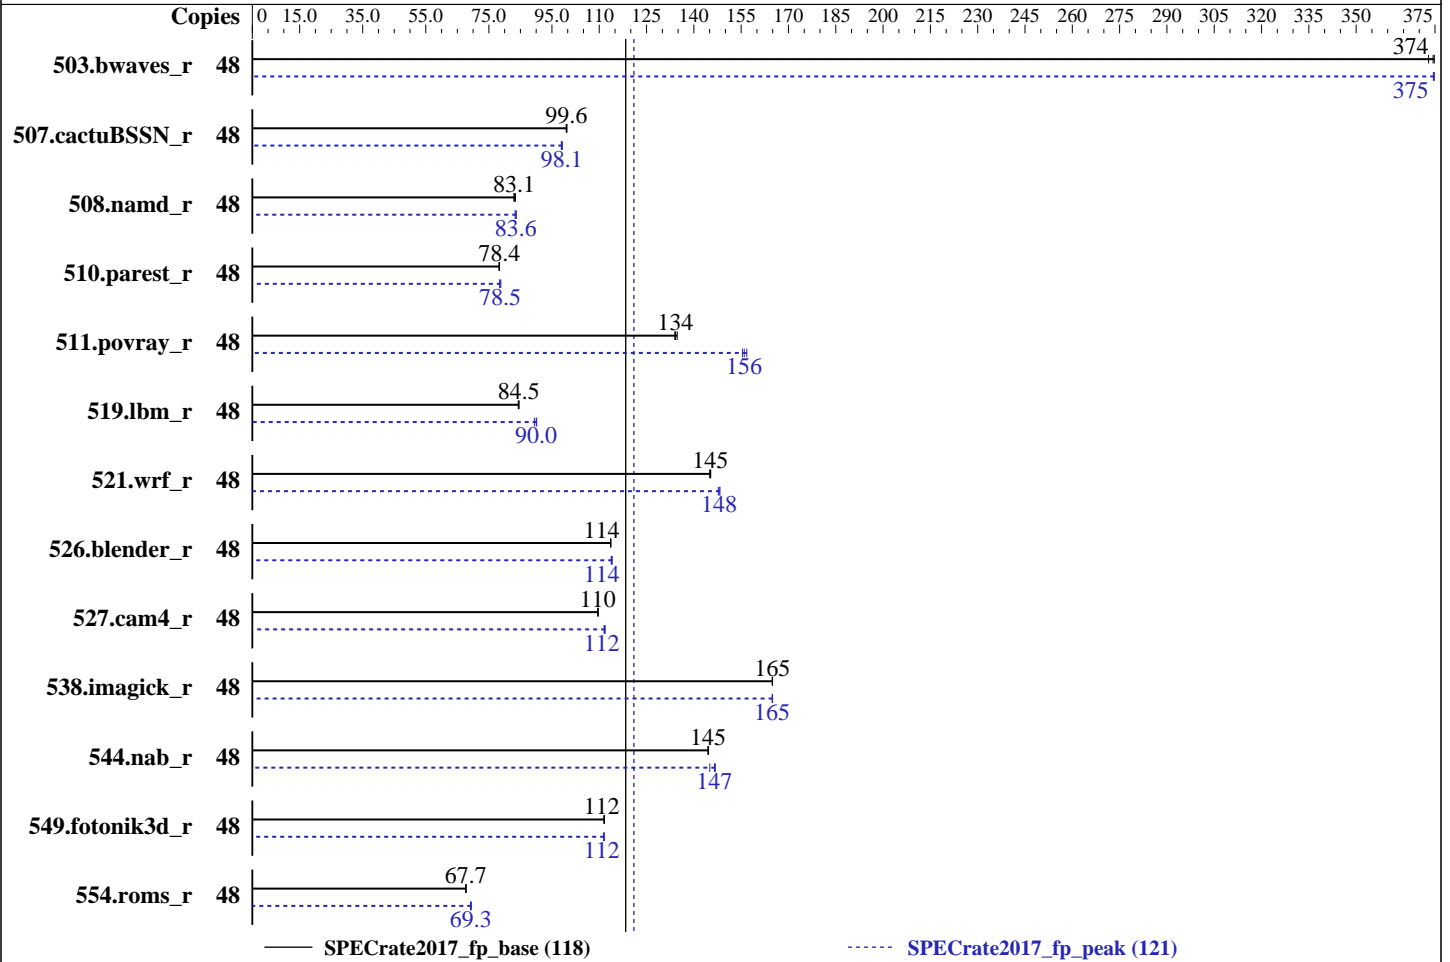 Copies 0 15.0 35.0 55.0 75.0 95.0 110 125 140 155 170 185 200 215 230 245 260 275 290 305 320 335 350 375
503.bwaves_r 48 374
375
507.cactuBSSN_r 48 99.6
98.1
508.namd_r 48 83.1
83.6
510.parest_r 48 78.4
78.5
511.povray_r 48 134
156
519.lbm_r 48 84.5
90.0
521.wrf_r 48 145
148
526.blender_r 48 114
114
527.cam4_r 48 110
112
538.imagick_r 48 165
165
544.nab_r 48 145
147
549.fotonik3d_r 48 112
112
554.roms_r 48 67.7
69.3
SPECrate2017_fp_base (118) SPECrate2017_fp_peak (121)